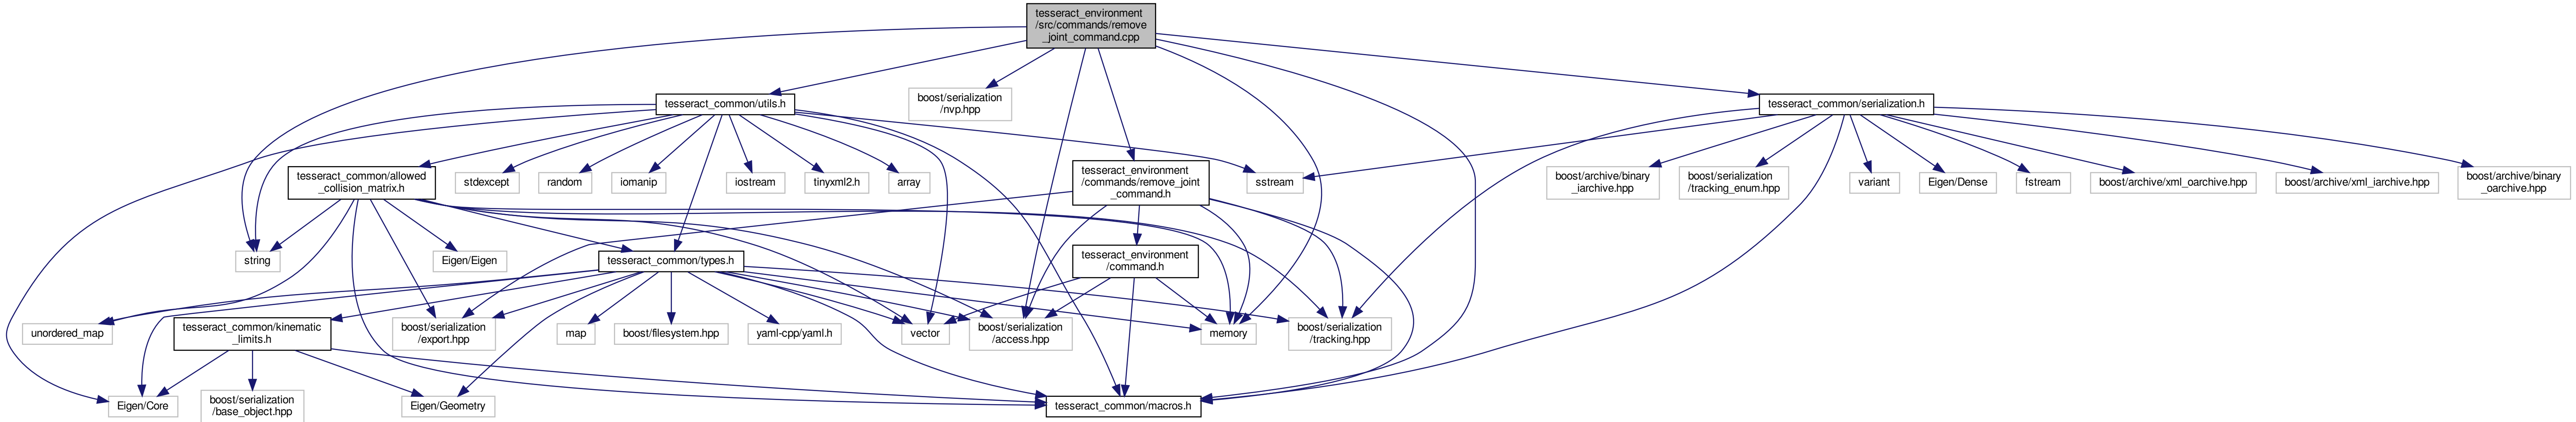 tesseract_environment
/src/commands/remove
_joint_command.cpp
tesseract_common/utils.h
boost/serialization
/nvp.hpp
tesseract_common/serialization.h
tesseract_common/allowed
_collision_matrix.h
stdexcept
random
iomanip
iostream
tinyxml2.h
array
tesseract_environment
/commands/remove_joint
_command.h
sstream
boost/archive/binary
_iarchive.hpp
boost/serialization
/tracking_enum.hpp
variant
Eigen/Dense
fstream
boost/archive/xml_oarchive.hpp
boost/archive/xml_iarchive.hpp
boost/archive/binary
_oarchive.hpp
string
Eigen/Eigen
tesseract_common/types.h
tesseract_environment
/command.h
unordered_map
tesseract_common/kinematic
_limits.h
boost/serialization
/export.hpp
map
boost/filesystem.hpp
yaml-cpp/yaml.h
vector
boost/serialization
/access.hpp
memory
boost/serialization
/tracking.hpp
Eigen/Core
boost/serialization
/base_object.hpp
Eigen/Geometry
tesseract_common/macros.h